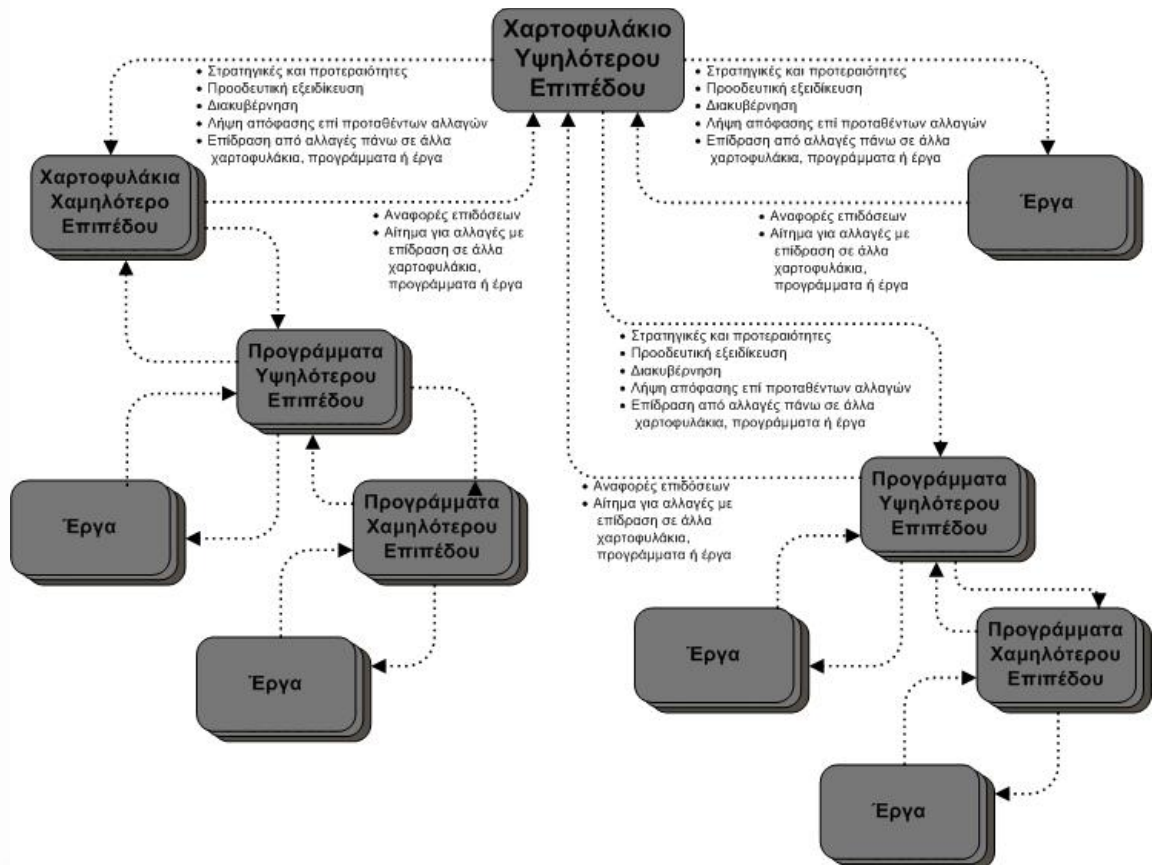 Χαρτοφυλάκιο
Υψηλότερου
Επιπέδου
• Στρατηγικές και προτεραιότητες
• Προοδευτική εξειδίκευση
• Διακυβέρνηση
• Λήψη απόφασης επί προταθέντων αλλαγών
• Επίδραση από αλλαγές πάνω σε άλλα
χαρτοφυλάκια, προγράμματα ή έργα
• Στρατηγικές και προτεραιότητες
• Προοδευτική εξειδίκευση
• Διακυβέρνηση
• Λήψη απόφασης επί προταθέντων αλλαγών
• Επίδραση από αλλαγές πάνω σε άλλα
χαρτοφυλάκια, προγράμματα ή έργα
Χαρτοφυλάκια
Χαμηλότερο
Επιπέδου
Έργα
• Αναφορές επιδόσεων
• Αίτημα για αλλαγές με
επίδραση σε άλλα
χαρτοφυλάκια,
προγράμματα ή έργα
• Αναφορές επιδόσεων
• Αίτημα για αλλαγές με
επίδραση σε άλλα
χαρτοφυλάκια,
προγράμματα ή έργα
• Στρατηγικές και προτεραιότητες
• Προοδευτική εξειδίκευση
• Διακυβέρνηση
• Λήψη απόφασης επί προταθέντων αλλαγών
• Επίδραση από αλλαγές πάνω σε άλλα
χαρτοφυλάκια, προγράμματα ή έργα
Προγράμματα
Υψηλότερου
Επιπέδου
Έργα
Προγράμματα
Χαμηλότερου
Επιπέδου
• Αναφορές επιδόσεων
• Αίτημα για αλλαγές με
επίδραση σε άλλα
χαρτοφυλάκια,
προγράμματα ή έργα
Προγράμματα
Υψηλότερου
Επιπέδου
Έργα
Έργα
Προγράμματα
Χαμηλότερου
Επιπέδου
Έργα